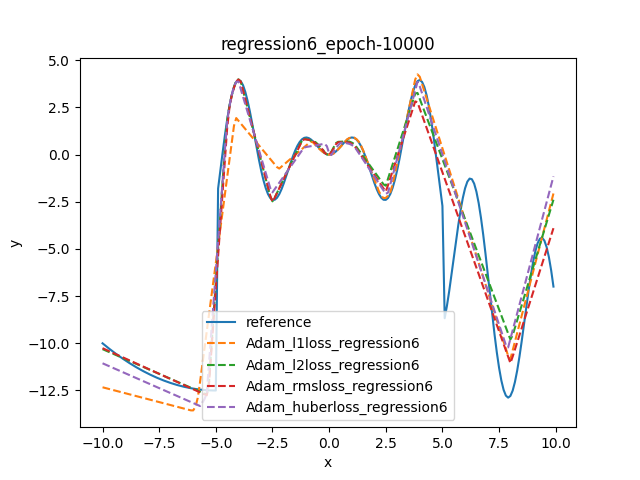 regression6_epoch-10000
5.0
2.5
0.0
−2.5
−5.0
−7.5
−10.0
−12.5
y
reference
Adam_l1loss_regression6
Adam_l2loss_regression6
Adam_rmsloss_regression6
Adam_huberloss_regression6
−10.0 −7.5 −5.0 −2.5 0.0 2.5 5.0 7.5 10.0
x